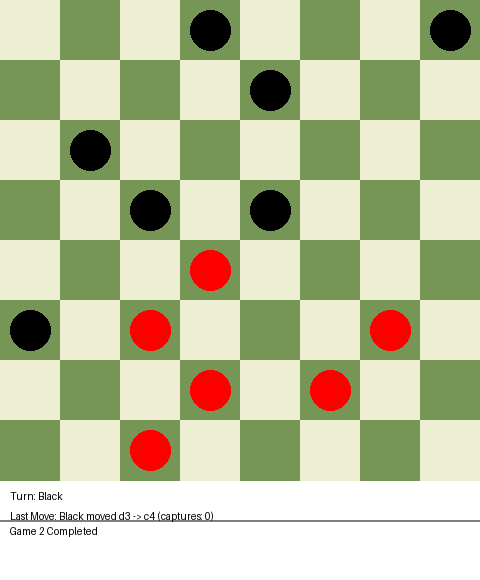 Turn: Black
Last Move: Black moved d3 -> c4 (captures: 0)
Game 2 Completed